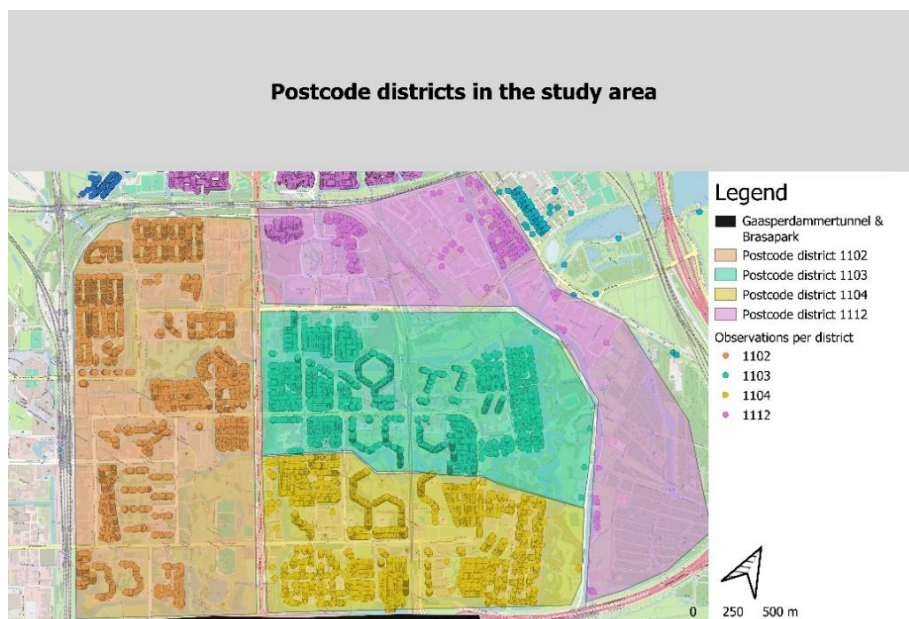 Postcode districts in the study area
Legend
Gaasperdammertunnel &
Brasapark
Postcode district 1102
Postcode district 1103
Postcode district 1104
Postcode district 1112
Observations per district
1102
1103
1104
1112
0 250 500 m